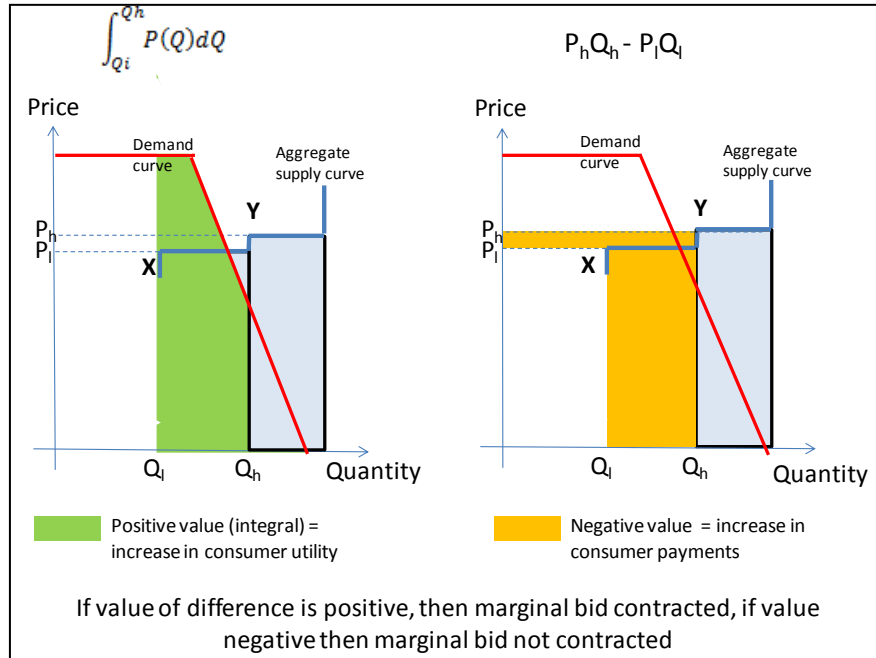 ∫_{Qi}^{Qh} P(Q)dQ
P_hQ_h - P_lQ_l
Price
Demand
curve
Aggregate
supply curve
Y
P_h
P_l
X
Q_l
Q_h
Quantity
Price
Demand
curve
Aggregate
supply curve
Y
P_h
P_l
X
Q_l
Q_h
Quantity
Positive value (integral) =
increase in consumer utility
Negative value = increase in
consumer payments
If value of difference is positive, then marginal bid contracted, if value
negative then marginal bid not contracted